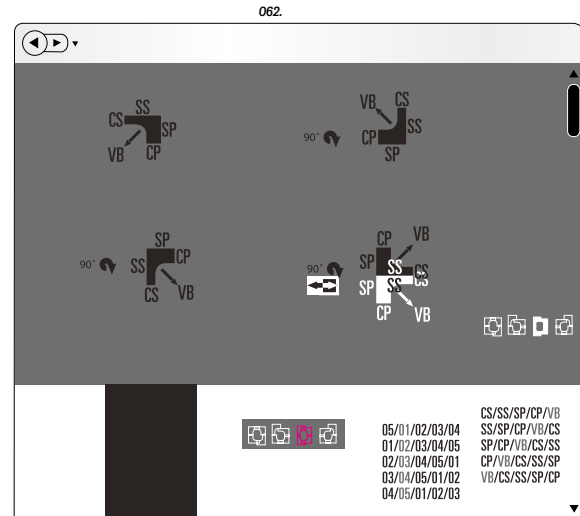 062.
SS
CS
SP
VB
CP
VB
CS
SS
90°
CP
SP
SP
CP
90°
SS
CS
VB
CP
VB
SP
SS
90°
CS
CS
SP
SS
CP
VB
05/01/02/03/04
01/02/03/04/05
02/03/04/05/01
03/04/05/01/02
04/05/01/02/03
CS/SS/SP/CP/VB
SS/SP/CP/VB/CS
SP/CP/VB/CS/SS
CP/VB/CS/SS/SP
VB/CS/SS/SP/CP